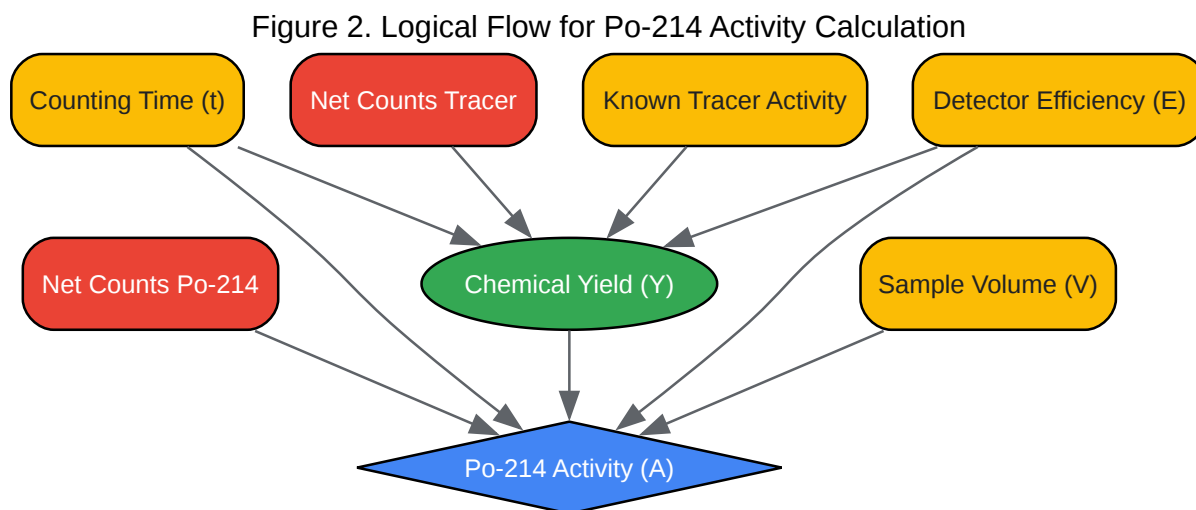 Figure 2. Logical Flow for Po-214 Activity Calculation
Counting Time (t)
Net Counts Tracer
Known Tracer Activity
Detector Efficiency (E)
Net Counts Po-214
Chemical Yield (Y)
Sample Volume (V)
Po-214 Activity (A)